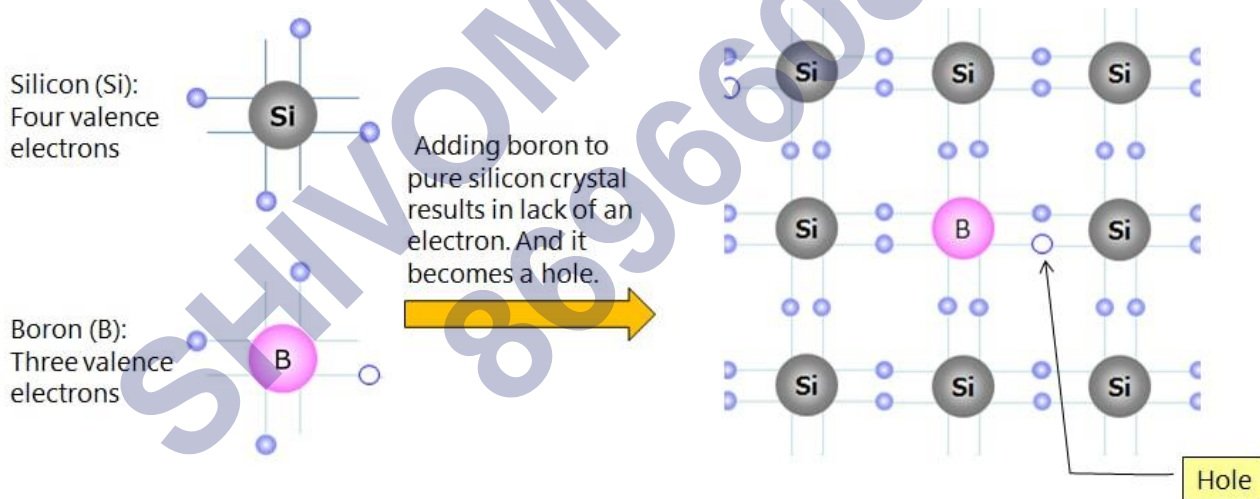 Silicon (Si):
Four valence
electrons
Si
Boron (B):
Three valence
electrons
B
Adding boron to
pure silicon crystal
results in lack of an
electron. And it
becomes a hole.
Si
Si
Si
Si
B
Si
Si
Si
Si
Hole
SHIVOM